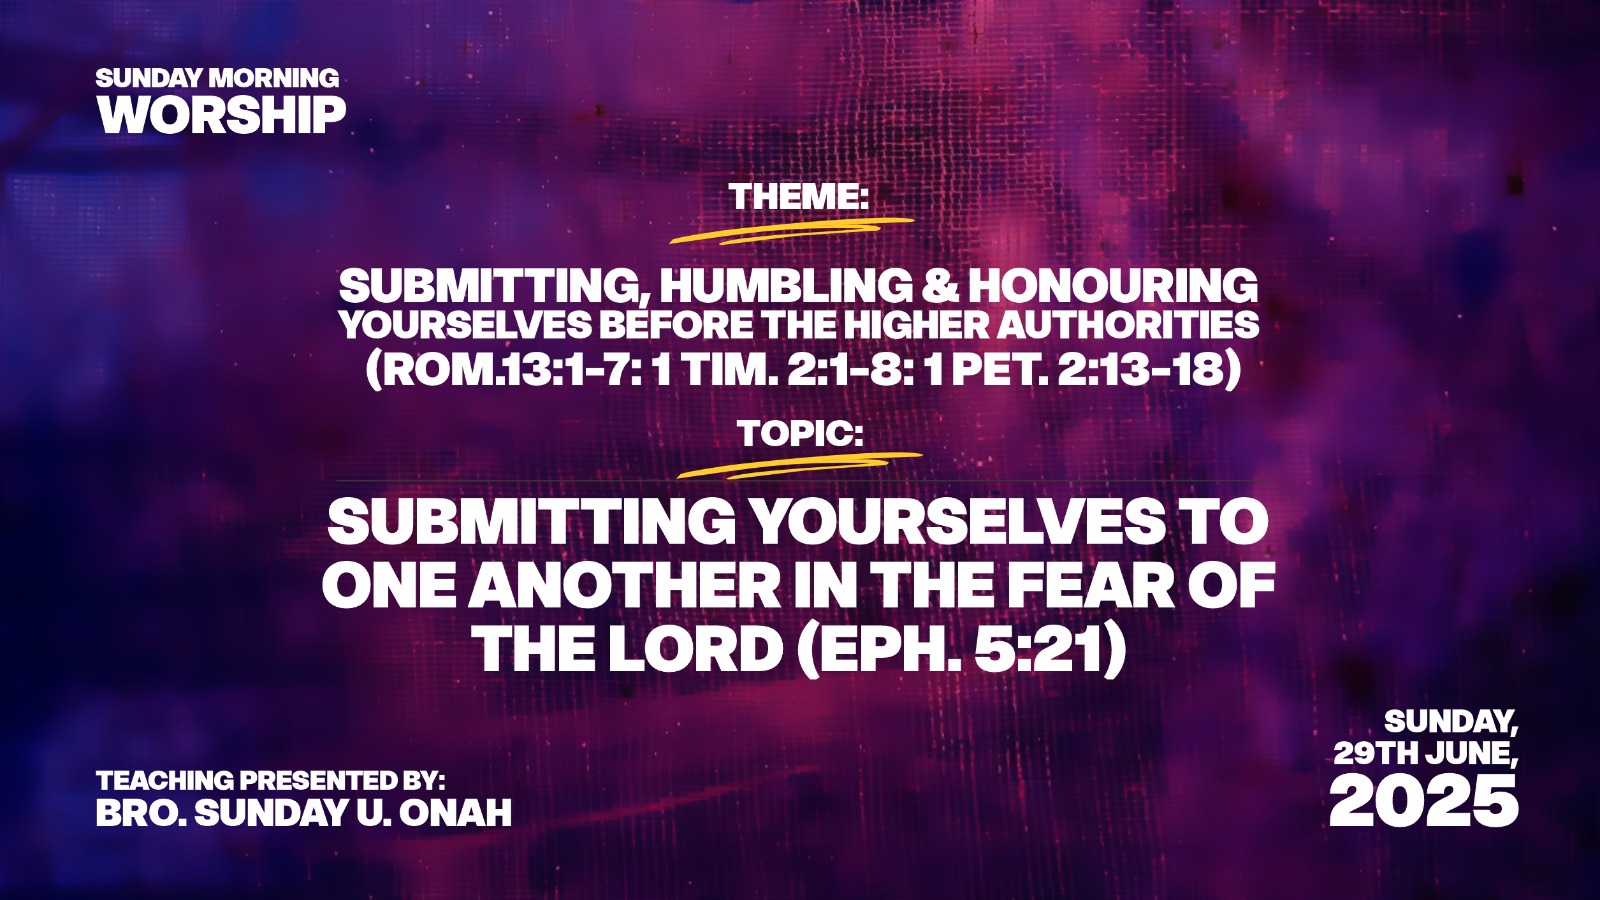 SUNDAY MORNING
WORSHIP
THEME:
SUBMITTING, HUMBLING & HONOURING
YOURSELVES BEFORE THE HIGHER AUTHORITIES
(ROM.13:1-7: 1 TIM. 2:1-8: 1 PET. 2:13-18)
TOPIC:
SUBMITTING YOURSELVES TO
ONE ANOTHER IN THE FEAR OF
THE LORD (EPH. 5:21)
TEACHING PRESENTED BY:
BRO. SUNDAY U. ONAH
SUNDAY,
29TH JUNE,
2025